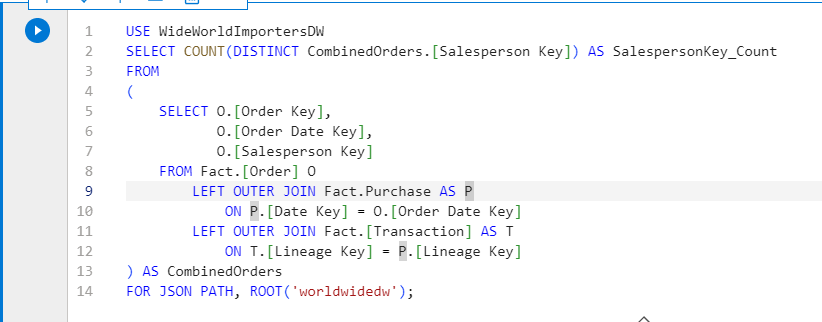 1 USE WideWorldImportersDW
2 SELECT COUNT(DISTINCT CombinedOrders.[Salesperson Key]) AS SalespersonKey_Count
3 FROM
4 (
5     SELECT O.[Order Key],
6            O.[Order Date Key],
7            O.[Salesperson Key]
8     FROM Fact.[Order] O
9         LEFT OUTER JOIN Fact.Purchase AS P
10             ON P.[Date Key] = O.[Order Date Key]
11         LEFT OUTER JOIN Fact.[Transaction] AS T
12             ON T.[Lineage Key] = P.[Lineage Key]
13 ) AS CombinedOrders
14 FOR JSON PATH, ROOT('worldwidedw');